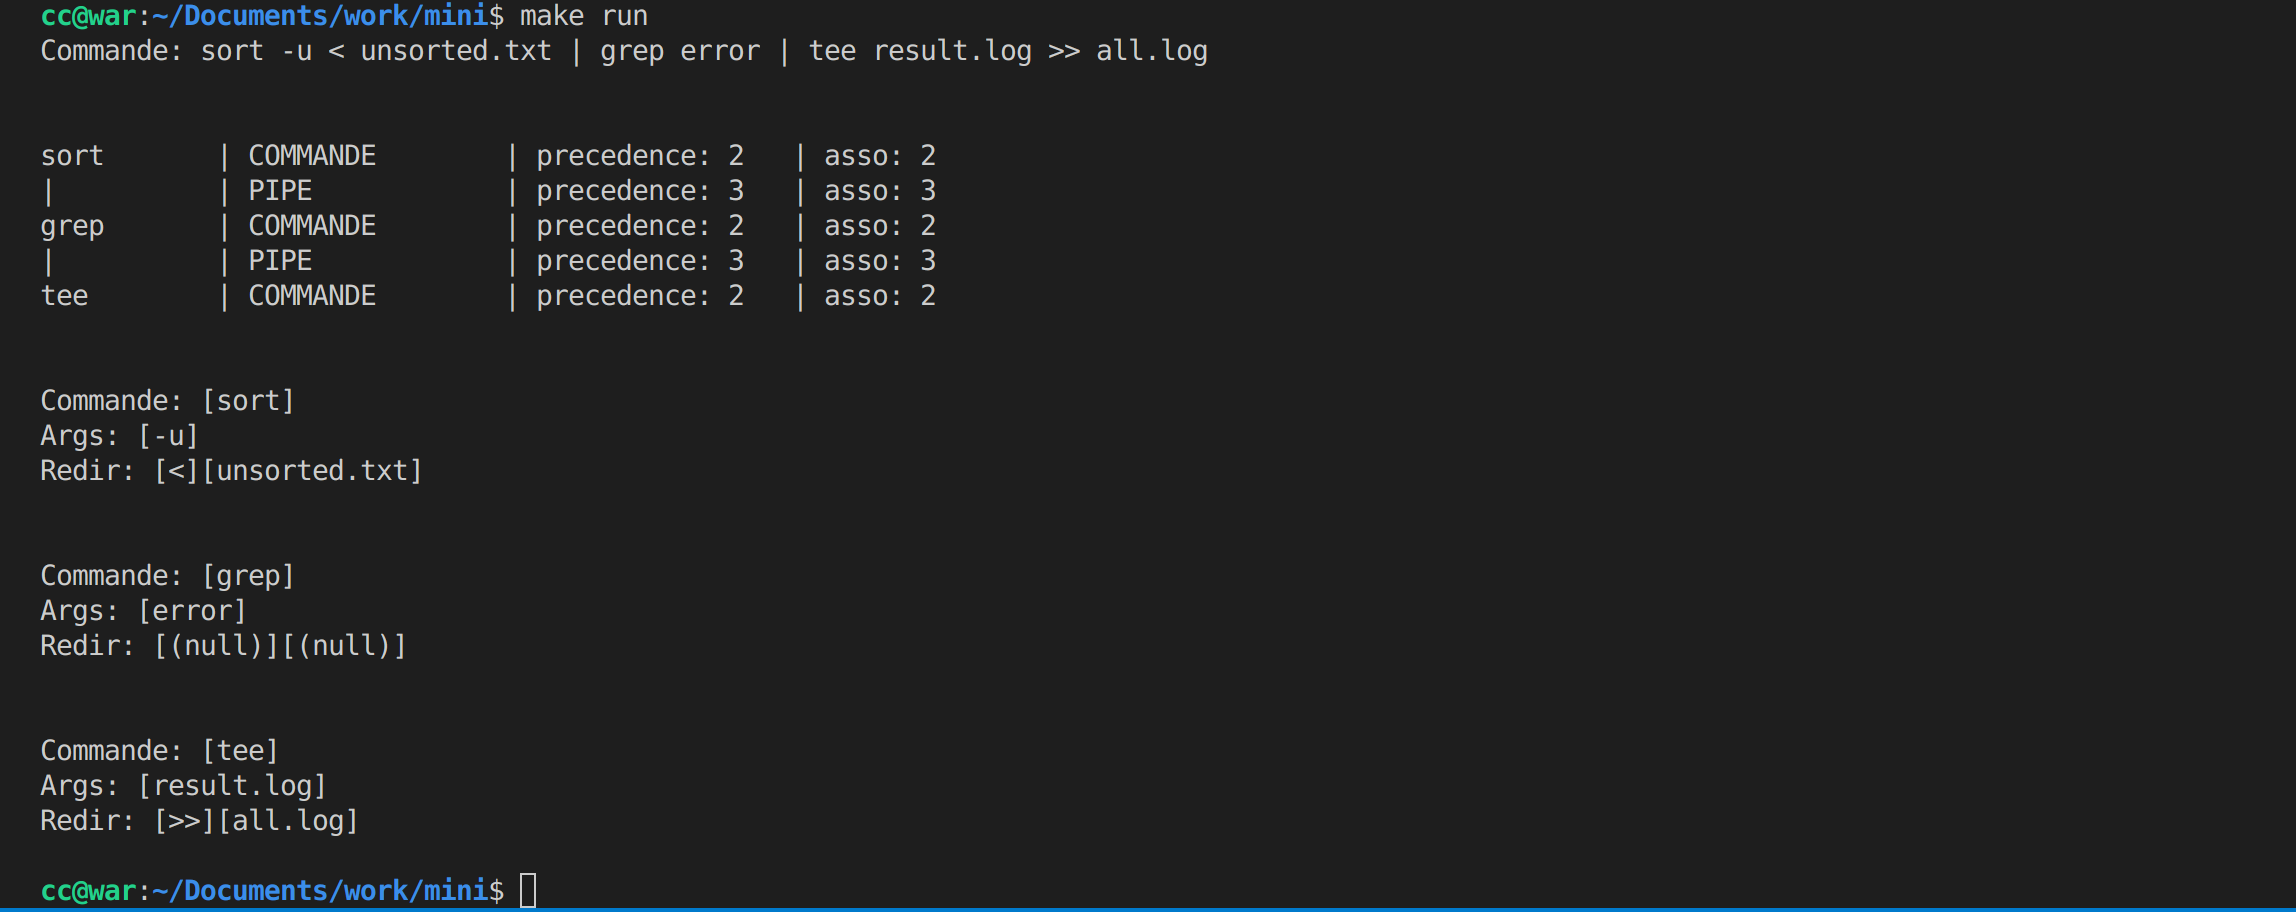 cc@war:~/Documents/work/mini$ make run
Commande: sort -u < unsorted.txt | grep error | tee result.log >> all.log
sort | COMMANDE | precedence: 2 | asso: 2
| | PIPE | precedence: 3 | asso: 3
grep | COMMANDE | precedence: 2 | asso: 2
| | PIPE | precedence: 3 | asso: 3
tee | COMMANDE | precedence: 2 | asso: 2
Commande: [sort]
Args: [-u]
Redir: [<][unsorted.txt]
Commande: [grep]
Args: [error]
Redir: [(null)][(null)]
Commande: [tee]
Args: [result.log]
Redir: [>>][all.log]
cc@war:~/Documents/work/mini$